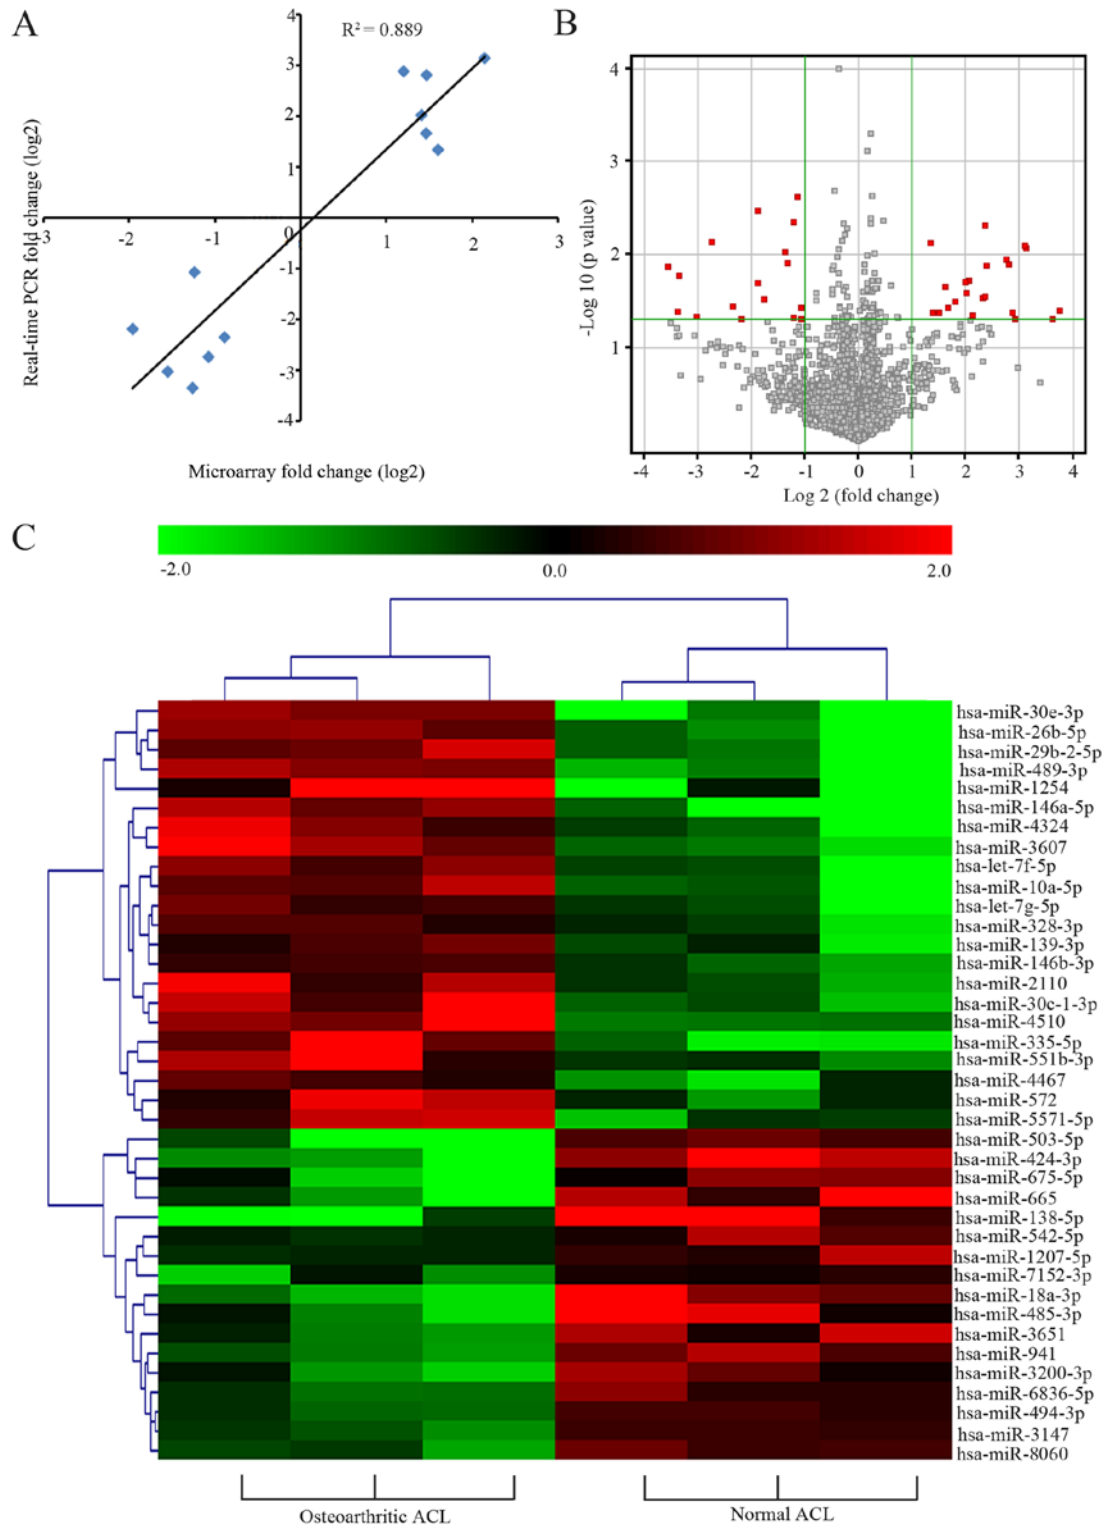 A
R² = 0.889
4
3
2
1
0
-1
-2
-3
-4
-3
-2
-1
1
2
3
Real-time PCR fold change (log2)
Microarray fold change (log2)
B
4
3
2
1
-Log 10 (p value)
-4 -3 -2 -1 0 1 2 3 4
Log 2 (fold change)
C
-2.0 0.0 2.0
hsa-miR-30e-3p
hsa-miR-26b-5p
hsa-miR-29b-2-5p
hsa-miR-489-3p
hsa-miR-1254
hsa-miR-146a-5p
hsa-miR-4324
hsa-miR-3607
hsa-let-7f-5p
hsa-miR-10a-5p
hsa-let-7g-5p
hsa-miR-328-3p
hsa-miR-139-3p
hsa-miR-146b-3p
hsa-miR-2110
hsa-miR-30c-1-3p
hsa-miR-4510
hsa-miR-335-5p
hsa-miR-551b-3p
hsa-miR-4467
hsa-miR-572
hsa-miR-5571-5p
hsa-miR-503-5p
hsa-miR-424-3p
hsa-miR-675-5p
hsa-miR-665
hsa-miR-138-5p
hsa-miR-542-5p
hsa-miR-1207-5p
hsa-miR-7152-3p
hsa-miR-18a-3p
hsa-miR-485-3p
hsa-miR-3651
hsa-miR-941
hsa-miR-3200-3p
hsa-miR-6836-5p
hsa-miR-494-3p
hsa-miR-3147
hsa-miR-8060
Osteoarthritic ACL
Normal ACL